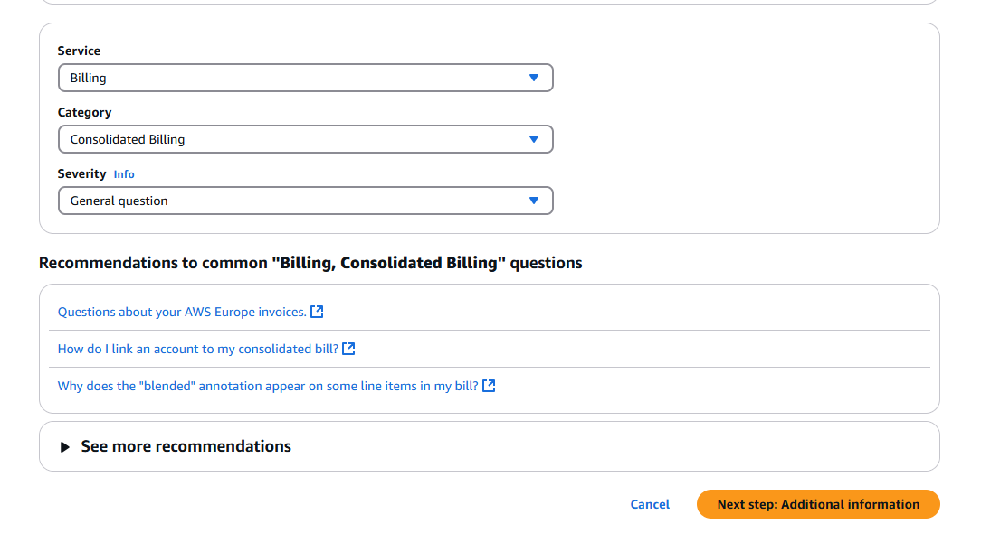 Service
Billing
Category
Consolidated Billing
Severity Info
General question
Recommendations to common "Billing, Consolidated Billing" questions
Questions about your AWS Europe invoices.
How do I link an account to my consolidated bill?
Why does the "blended" annotation appear on some line items in my bill?
See more recommendations
Cancel Next step: Additional information